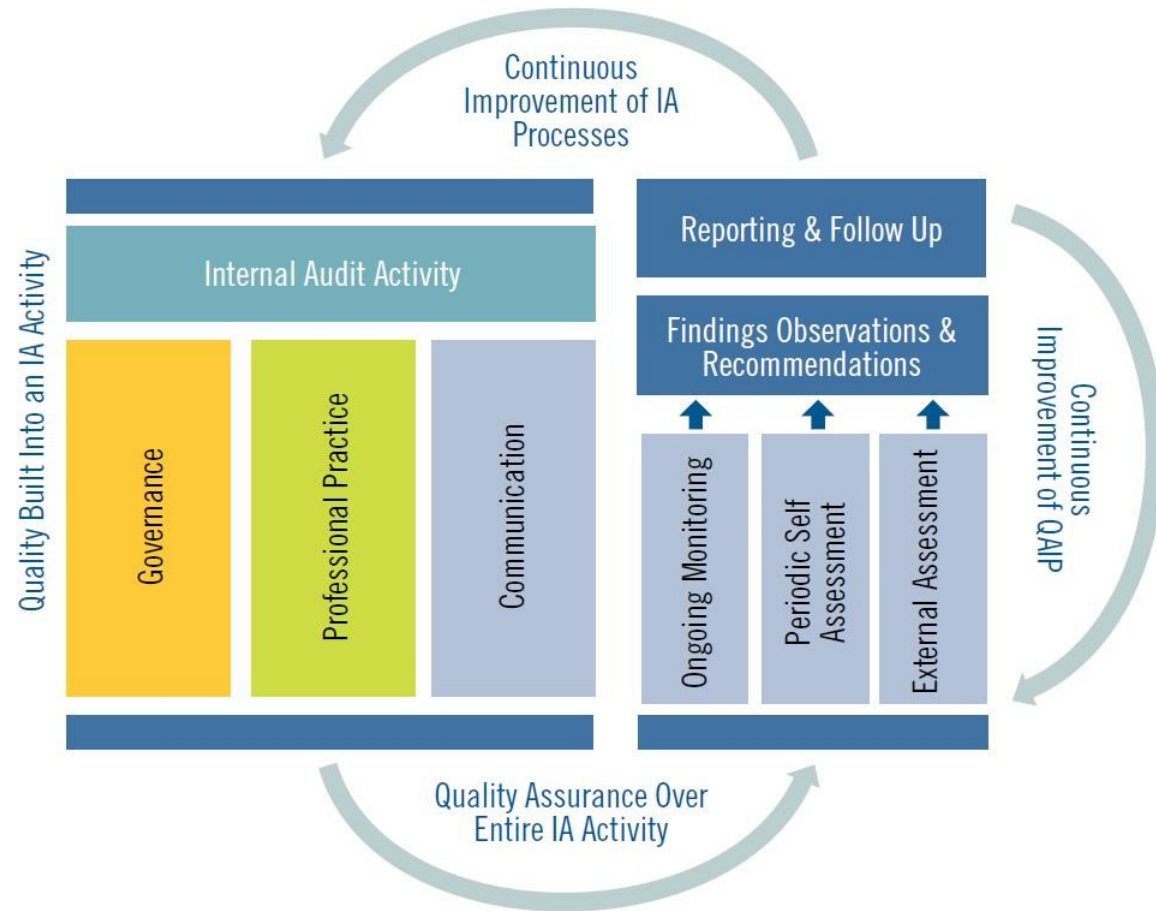 Continuous
Improvement of IA
Processes
Quality Built Into an IA Activity
Internal Audit Activity
Governance
Professional Practice
Communication
Reporting & Follow Up
Findings Observations &
Recommendations
Ongoing Monitoring
Periodic Self
Assessment
External Assessment
Continuous
Improvement of QAIP
Quality Assurance Over
Entire IA Activity